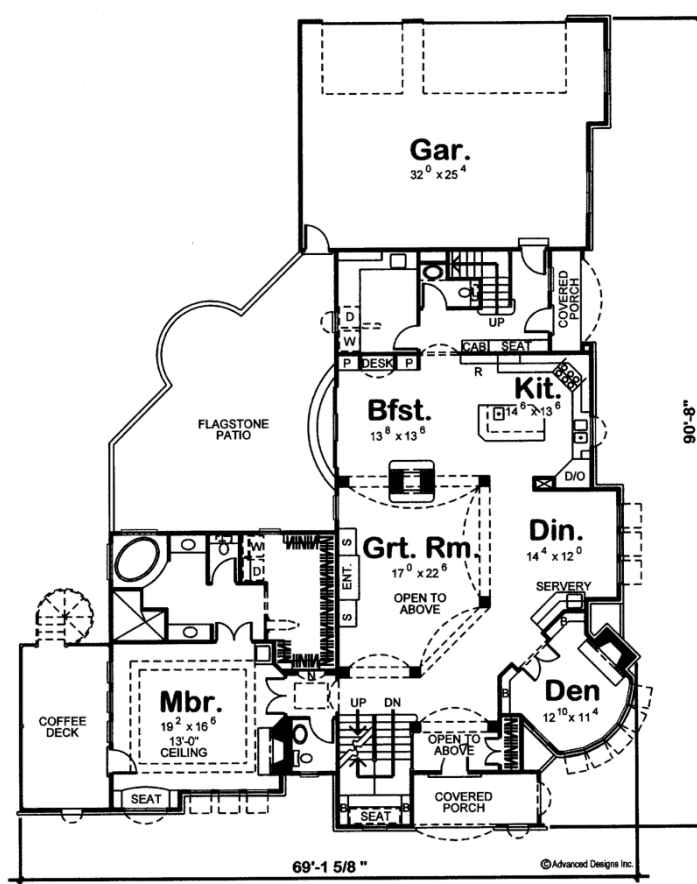 Gar.
32⁰ x 25⁴
COVERED
PORCH
UP
D
W
CAB
SEAT
P
DESK
P
R
Kit.
14⁶ x 13⁶
Bfst.
13⁸ x 13⁶
FLAGSTONE
PATIO
90'-8"
D/O
Din.
14⁴ x 12⁰
Grt. Rm.
17⁰ x 22⁶
OPEN TO
ABOVE
S
ENT.
S
W
D
SERVERY
B
Den
12¹⁰ x 11⁴
B
Mbr.
19² x 16⁶
13'-0"
CEILING
COFFEE
DECK
N
UP
DN
OPEN TO
ABOVE
SEAT
B
B
SEAT
COVERED
PORCH
69'-1 5/8 "
©Advanced Designs Inc.